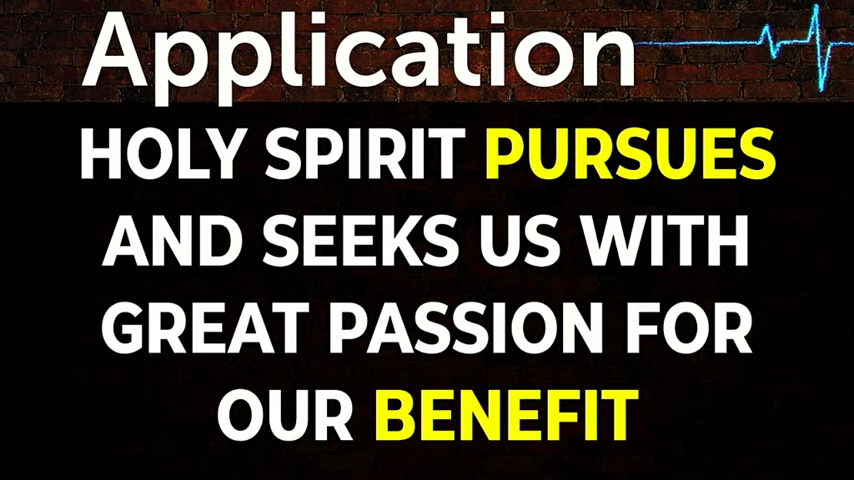 Application
HOLY SPIRIT PURSUES
AND SEEKS US WITH
GREAT PASSION FOR
OUR BENEFIT